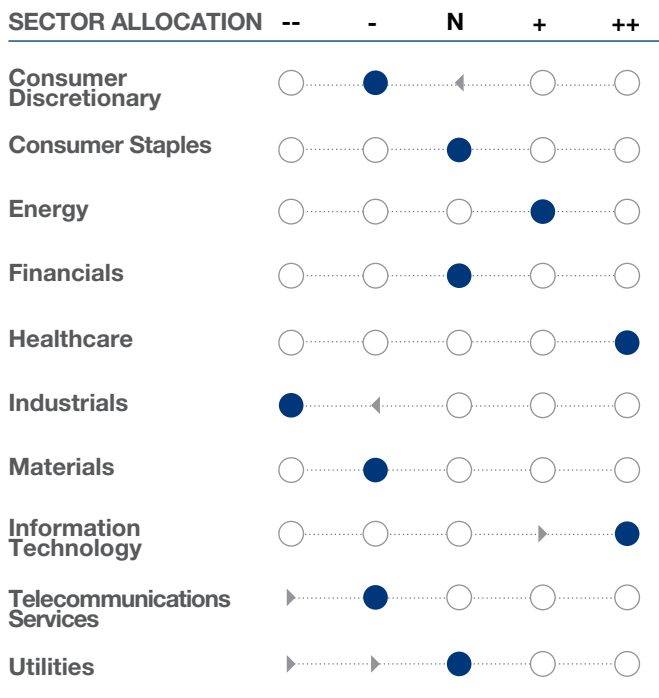 SECTOR ALLOCATION -- - N + ++
Consumer
Discretionary
Consumer Staples
Energy
Financials
Healthcare
Industrials
Materials
Information
Technology
Telecommunications
Services
Utilities